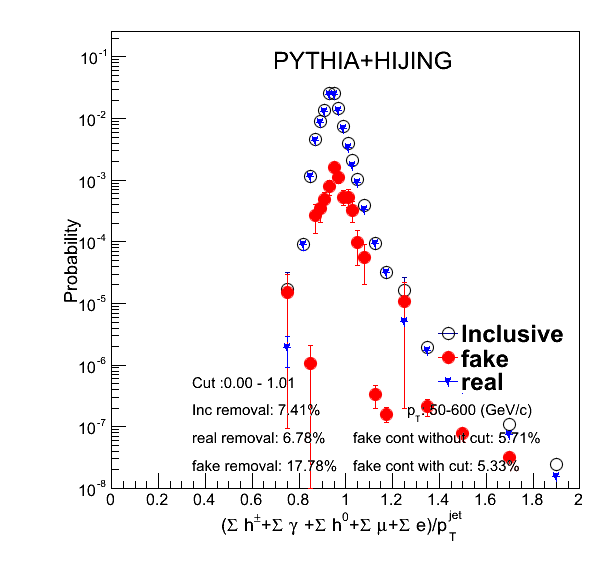 PYTHIA+HIJING
Probability
10^-1
10^-2
10^-3
10^-4
10^-5
10^-6
10^-7
10^-8
Inclusive
fake
real
Cut :0.00 - 1.01
Inc removal: 7.41% p_T: 50-600 (GeV/c)
real removal: 6.78% fake cont without cut: 5.71%
fake removal: 17.78% fake cont with cut: 5.33%
0 0.2 0.4 0.6 0.8 1 1.2 1.4 1.6 1.8 2
(Σ h^±+Σ γ +Σ h^0+Σ μ+Σ e)/p_T^jet